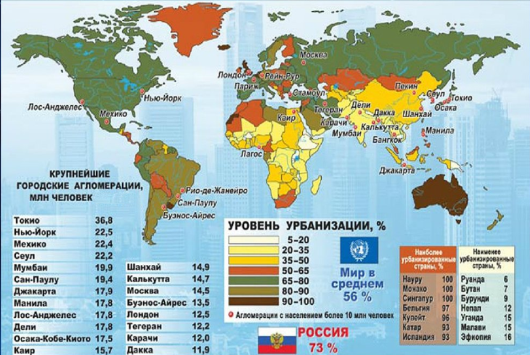 Москва
Лондон
Рейн-Рур
Париж
Стамбул
Нью-Йорк
Лос-Анджелес
Мехико
Каир
Тегеран
Карачи
Дели
Мумбаи
Дакка
Калькутта
Бангкок
Пекин
Сеул
Токио
Осака
Шанхай
Манила
Лагос
Джакарта
Рио-де-Жанейро
Сан-Паулу
Буэнос-Айрес
КРУПНЕЙШИЕ
ГОРОДСКИЕ АГЛОМЕРАЦИИ,
МЛН ЧЕЛОВЕК
Токио 36,8
Нью-Йорк 22,5
Мехико 22,4
Сеул 22,2
Мумбаи 19,9
Сан-Паулу 19,4
Джакарта 17,9
Манила 17,8
Лос-Анджелес 17,8
Дели 17,8
Осака-Кобе-Киото 17,5
Каир 15,7
Шанхай 14,9
Калькутта 14,7
Москва 14,5
Буэнос-Айрес 13,5
Лондон 12,5
Тегеран 12,2
Карачи 12,0
Дакка 11,9
УРОВЕНЬ УРБАНИЗАЦИИ, %
5–20
20–35
35–50
50–65
65–80
80–90
90–100
Мир в
среднем
56 %
Агломерация с населением более 10 млн человек
РОССИЯ
73 %
Наиболее
урбанизированные
страны, %
Науру 100
Монако 100
Сингапур 100
Бельгия 97
Кувейт 96
Катар 93
Исландия 93
Наименее
урбанизированные
страны, %
Руанда 6
Бутан 7
Бурунди 9
Непал 12
Уганда 15
Малави 15
Эфиопия 16